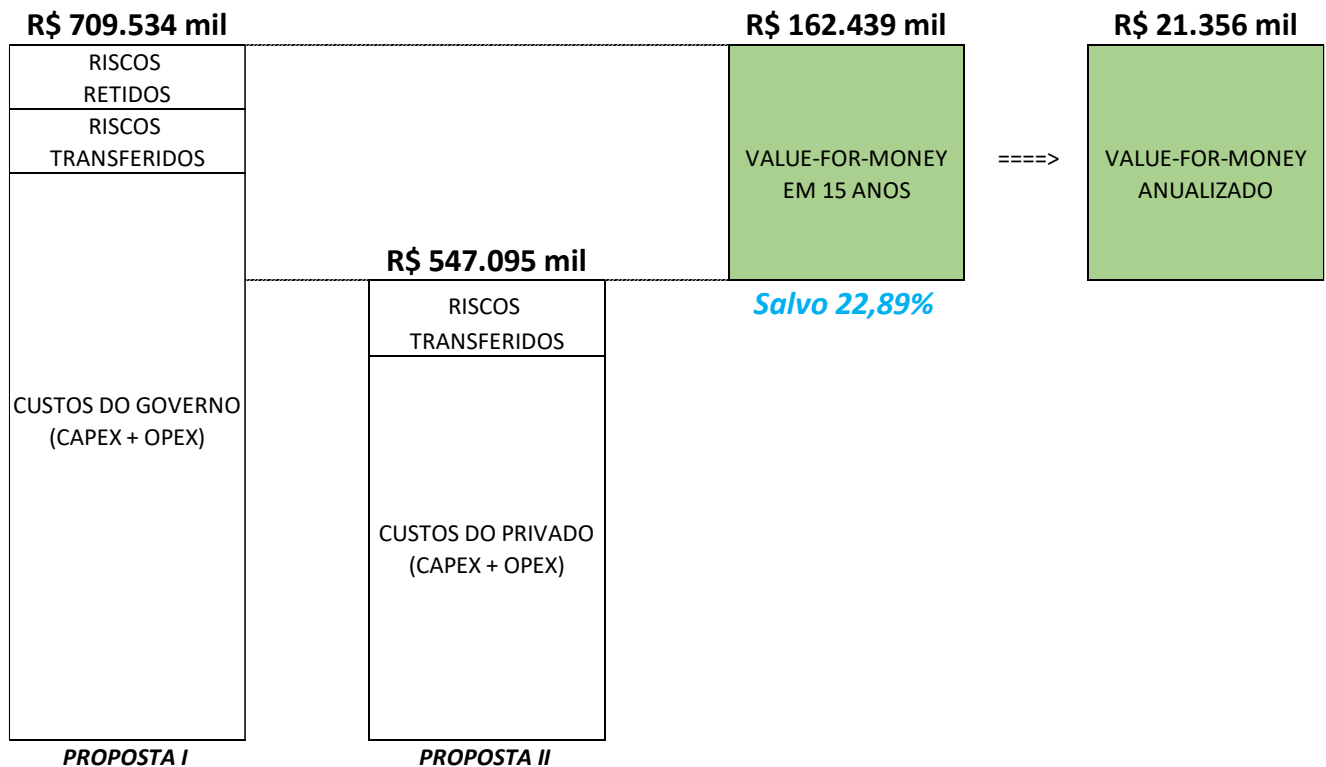 R$ 709.534 mil
R$ 162.439 mil
R$ 21.356 mil
RISCOS
RETIDOS
RISCOS
TRANSFERIDOS
CUSTOS DO GOVERNO
(CAPEX + OPEX)
PROPOSTA I
R$ 547.095 mil
RISCOS
TRANSFERIDOS
CUSTOS DO PRIVADO
(CAPEX + OPEX)
PROPOSTA II
VALUE-FOR-MONEY
EM 15 ANOS
Salvo 22,89%
====>
VALUE-FOR-MONEY
ANUALIZADO